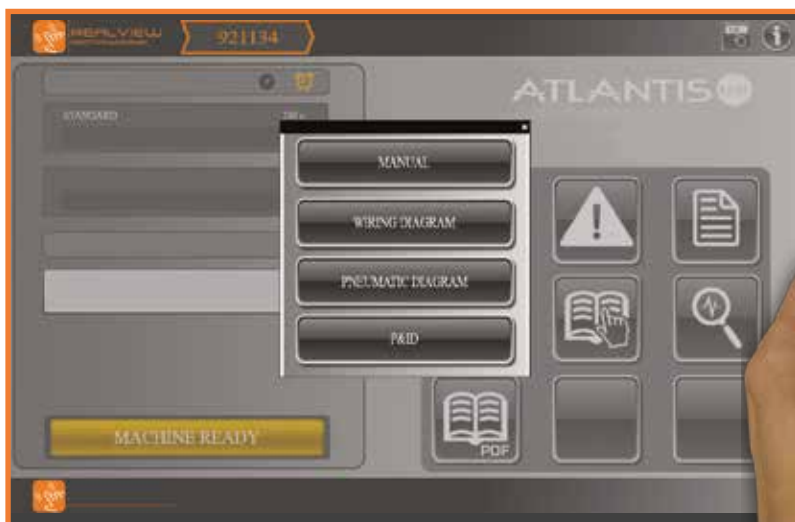 REALVIEW
921134
ATLANTIS
STANDARD
MANUAL
WIRING DIAGRAM
PNEUMATIC DIAGRAM
P&ID
PDF
MACHINE READY